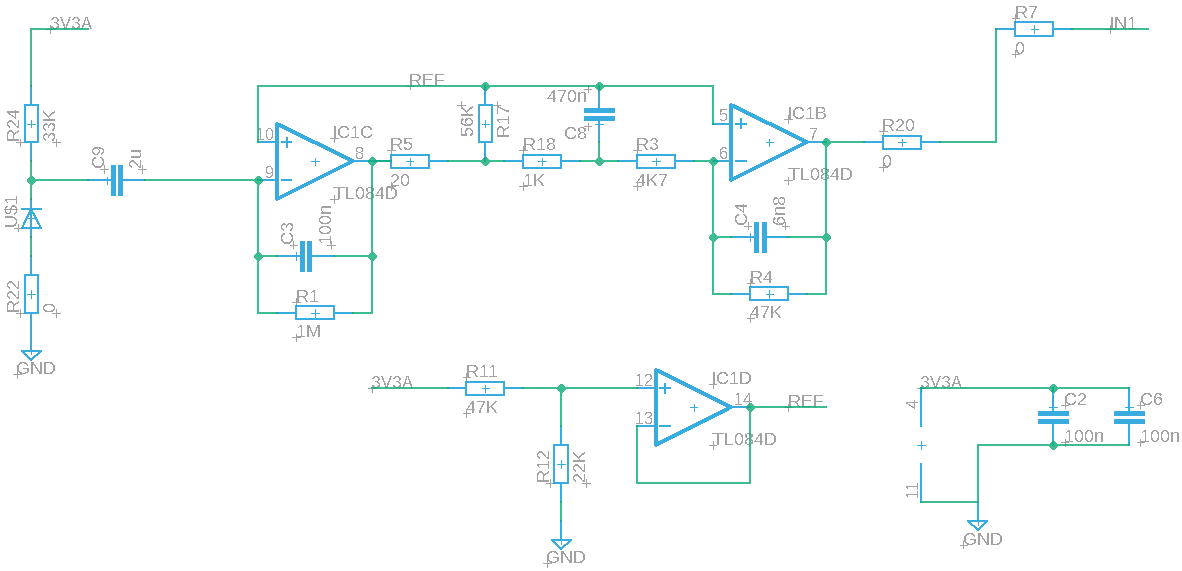 3V3A
R24
33K
C9
2u
U$1
R22
0
GND
REF
10
9
8
IC1C
TL084D
C3
100n
R1
1M
R5
20
56K
R17
470n
C8
R18
1K
R3
4K7
5
6
7
IC1B
TL084D
C4
6n8
R4
47K
R20
0
R7
0
IN1
3V3A
R11
47K
R12
22K
GND
12
13
14
IC1D
TL084D
REF
3V3A
4
11
C2
100n
C6
100n
GND